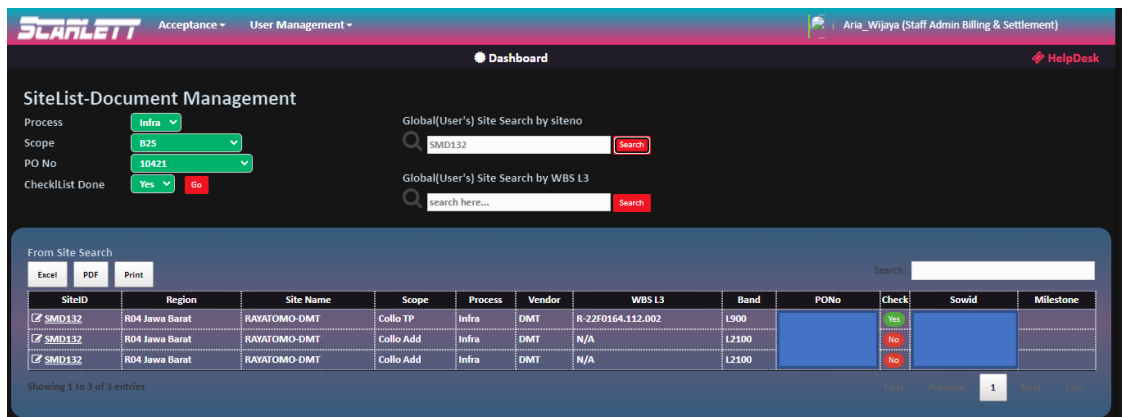 SCARLETT Acceptance User Management Aria_Wijaya (Staff Admin Billing & Settlement)
Dashboard HelpDesk
SiteList-Document Management
Process Infra Global(User's) Site Search by siteno
Scope B2S SMD132 Search
PO No 10421
ChecklList Done Yes Go Global(User's) Site Search by WBS L3
search here... Search
From Site Search
Excel PDF Print Search:
SiteID Region Site Name Scope Process Vendor WBS L3 Band PONo Check Sowid Milestone
SMD132 R04 Jawa Barat RAYATOMO-DMT Collo TP Infra DMT R-22F0164.112.002 L900 Yes
SMD132 R04 Jawa Barat RAYATOMO-DMT Collo Add Infra DMT N/A L2100 No
SMD132 R04 Jawa Barat RAYATOMO-DMT Collo Add Infra DMT N/A L2100 No
Showing 1 to 3 of 3 entries First Previous 1 Next Last